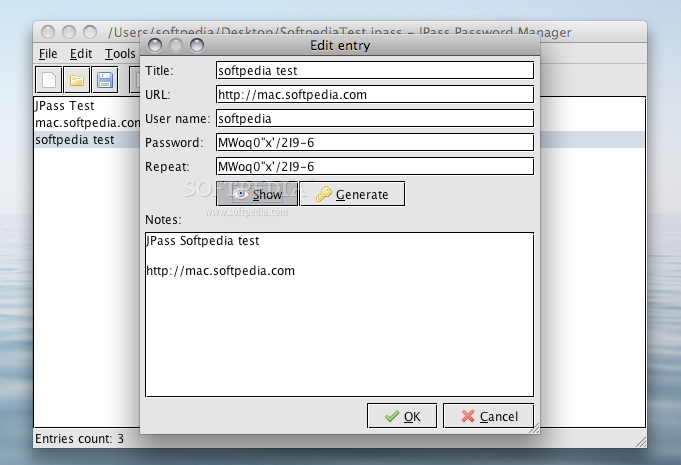 /Users/softpedia/Desktop/SoftpediaTest.jpass - JPass Password Manager
File Edit Tools
JPass Test
mac.softpedia.com
softpedia test
Entries count: 3
Edit entry
Title: softpedia test
URL: http://mac.softpedia.com
User name: softpedia
Password: MWoq0"x'/2I9-6
Repeat: MWoq0"x'/2I9-6
Show Generate
SOFTPEDIA
www.softpedia.com
Notes:
JPass Softpedia test
http://mac.softpedia.com
OK Cancel